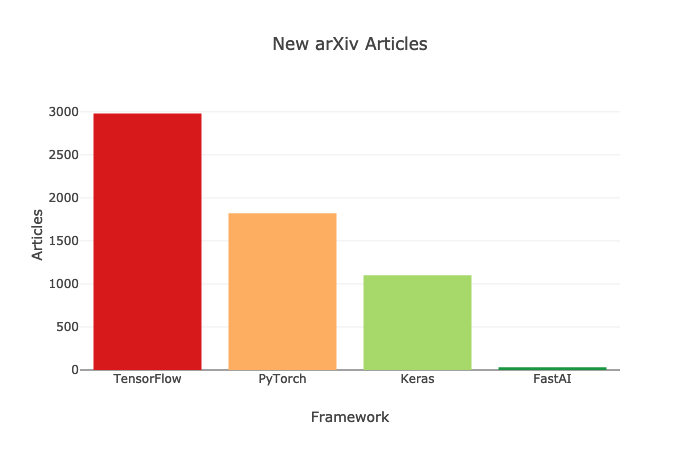 New arXiv Articles
3000
2500
2000
1500
1000
500
0
Articles
TensorFlow PyTorch Keras FastAI
Framework